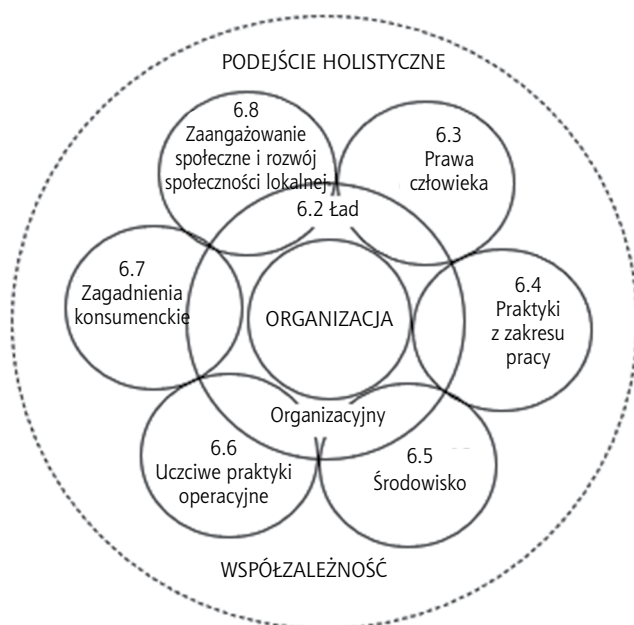 PODEJŚCIE HOLISTYCZNE
6.8
Zaangażowanie
społeczne i rozwój
społeczności lokalnej
6.3
Prawa
człowieka
6.2 Ład
6.7
Zagadnienia
konsumenckie
ORGANIZACJA
6.4
Praktyki
z zakresu
pracy
Organizacyjny
6.6
Uczciwe praktyki
operacyjne
6.5
Środowisko
WSPÓŁZALEŻNOŚĆ